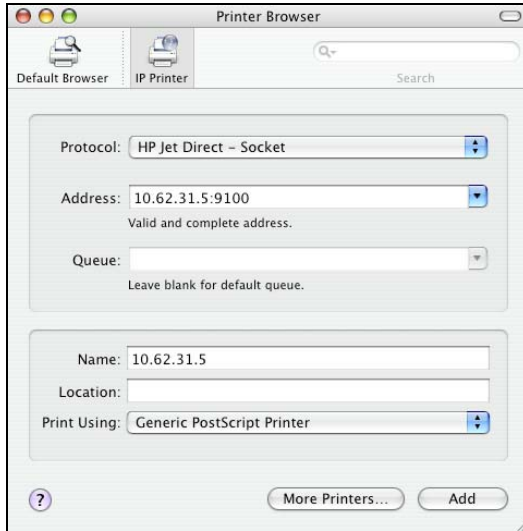 Printer Browser
Default Browser IP Printer Search
Protocol: HP Jet Direct – Socket
Address: 10.62.31.5:9100
Valid and complete address.
Queue:
Leave blank for default queue.
Name: 10.62.31.5
Location:
Print Using: Generic PostScript Printer
? More Printers... Add